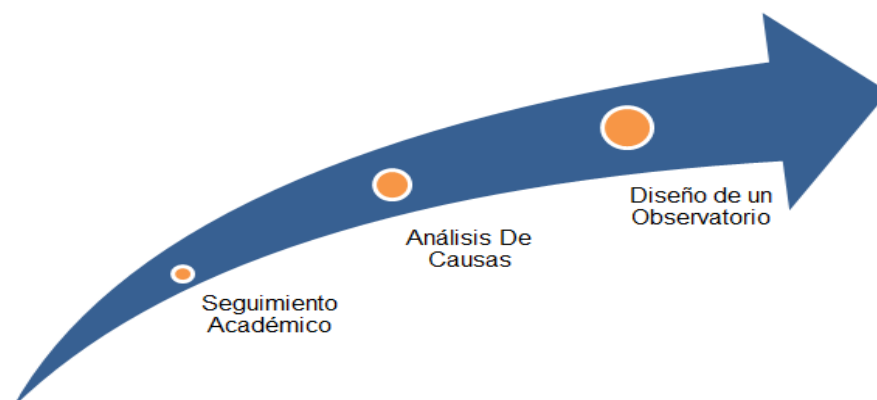 Seguimiento
Académico
Análisis De
Causas
Diseño de un
Observatorio